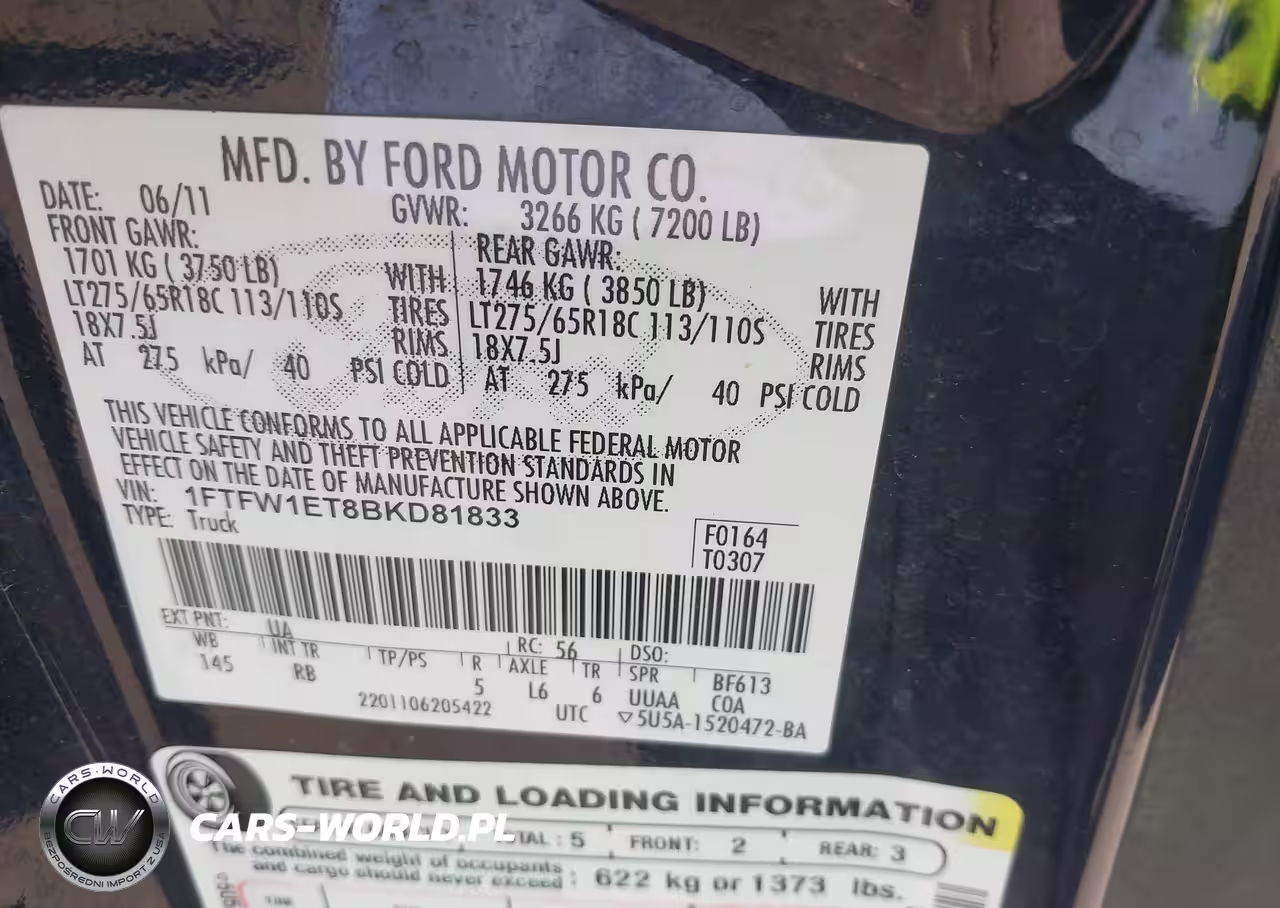 MFD. BY FORD MOTOR CO.
DATE: 06/11 GVWR: 3266 KG ( 7200 LB)
FRONT GAWR: REAR GAWR:
1701 KG ( 3750 LB) WITH 1746 KG ( 3850 LB) WITH
LT275/65R18C 113/110S TIRES LT275/65R18C 113/110S TIRES
18X7.5J RIMS 18X7.5J RIMS
AT 275 kPa/ 40 PSI COLD AT 275 kPa/ 40 PSI COLD
THIS VEHICLE CONFORMS TO ALL APPLICABLE FEDERAL MOTOR
VEHICLE SAFETY AND THEFT PREVENTION STANDARDS IN
EFFECT ON THE DATE OF MANUFACTURE SHOWN ABOVE.
VIN: 1FTFW1ET8BKD81833
TYPE: Truck
F0164
T0307
EXT PNT: UA RC: 56 DSO:
WB INT TR TP/PS R AXLE TR SPR BF613
145 RB 5 L6 6 UUAA COA
2201106205422 UTC ▽5U5A-1520472-BA
TIRE AND LOADING INFORMATION
TOTAL : 5 FRONT: 2 REAR: 3
The combined weight of occupants
and cargo should never exceed : 622 kg or 1373 lbs.
CARS-WORLD
CW
BEZPOŚREDNI IMPORT Z USA
CARS-WORLD.PL